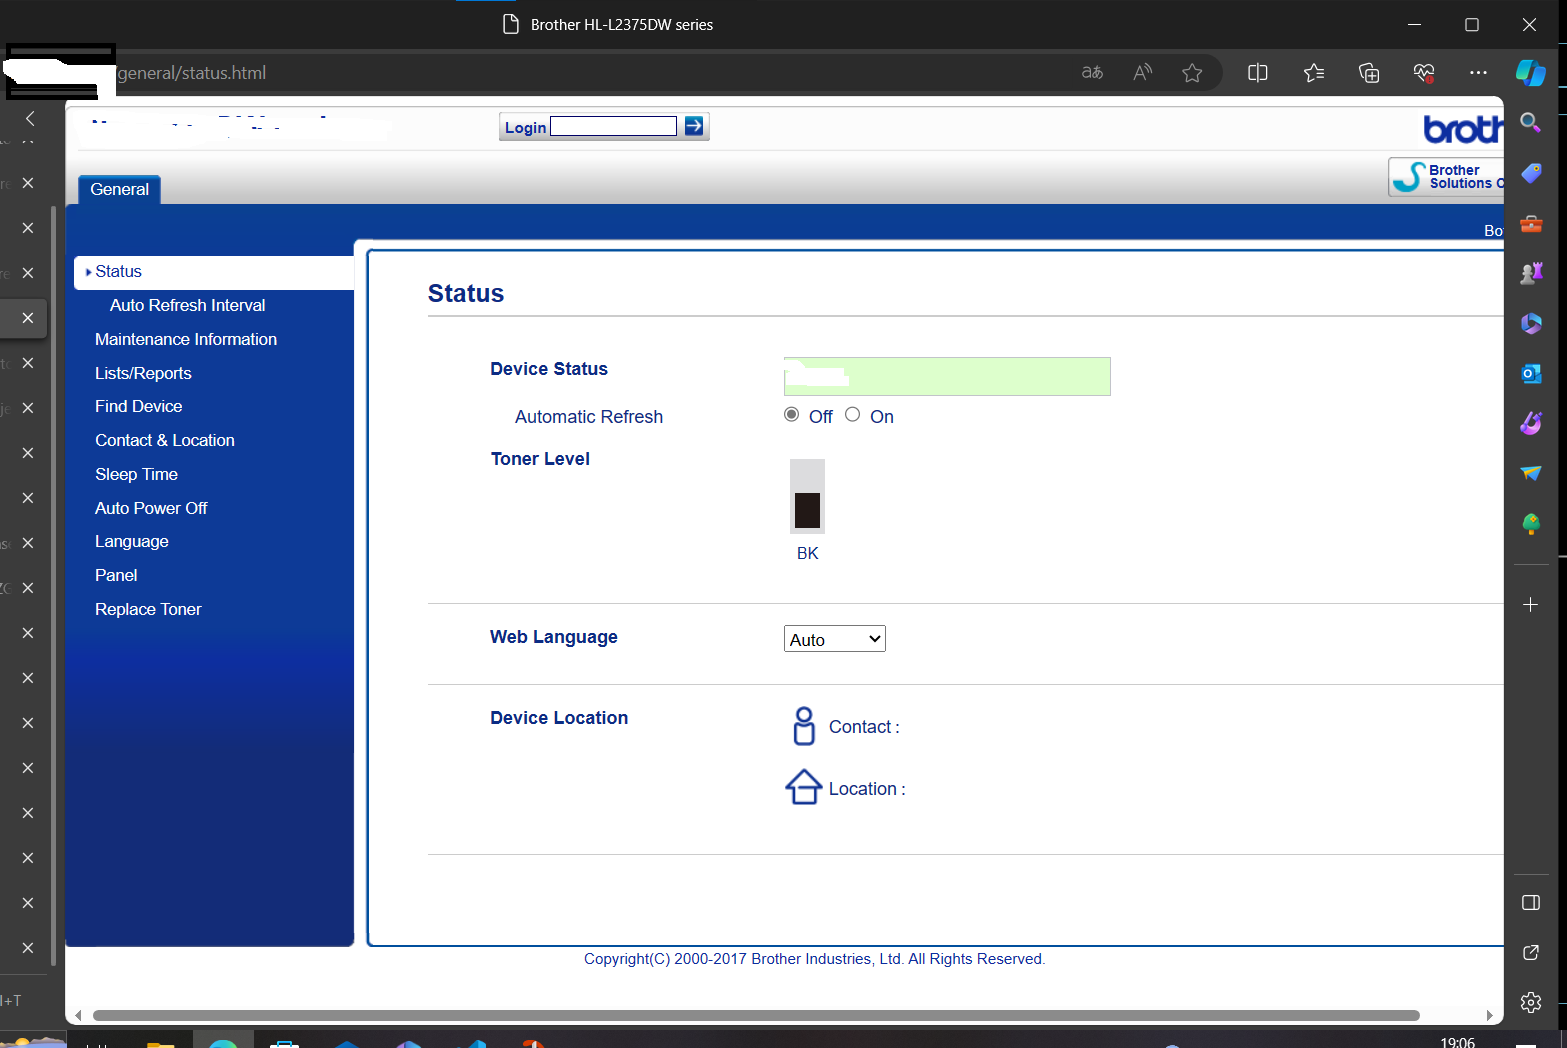 Brother HL-L2375DW series
general/status.html
Login
broth
Brother
Solutions C
General
Bo
Status
Auto Refresh Interval
Maintenance Information
Lists/Reports
Find Device
Contact & Location
Sleep Time
Auto Power Off
Language
Panel
Replace Toner
Status
Device Status
Automatic Refresh
Off
On
Toner Level
BK
Web Language
Auto
Device Location
Contact :
Location :
Copyright(C) 2000-2017 Brother Industries, Ltd. All Rights Reserved.
+T
19:06